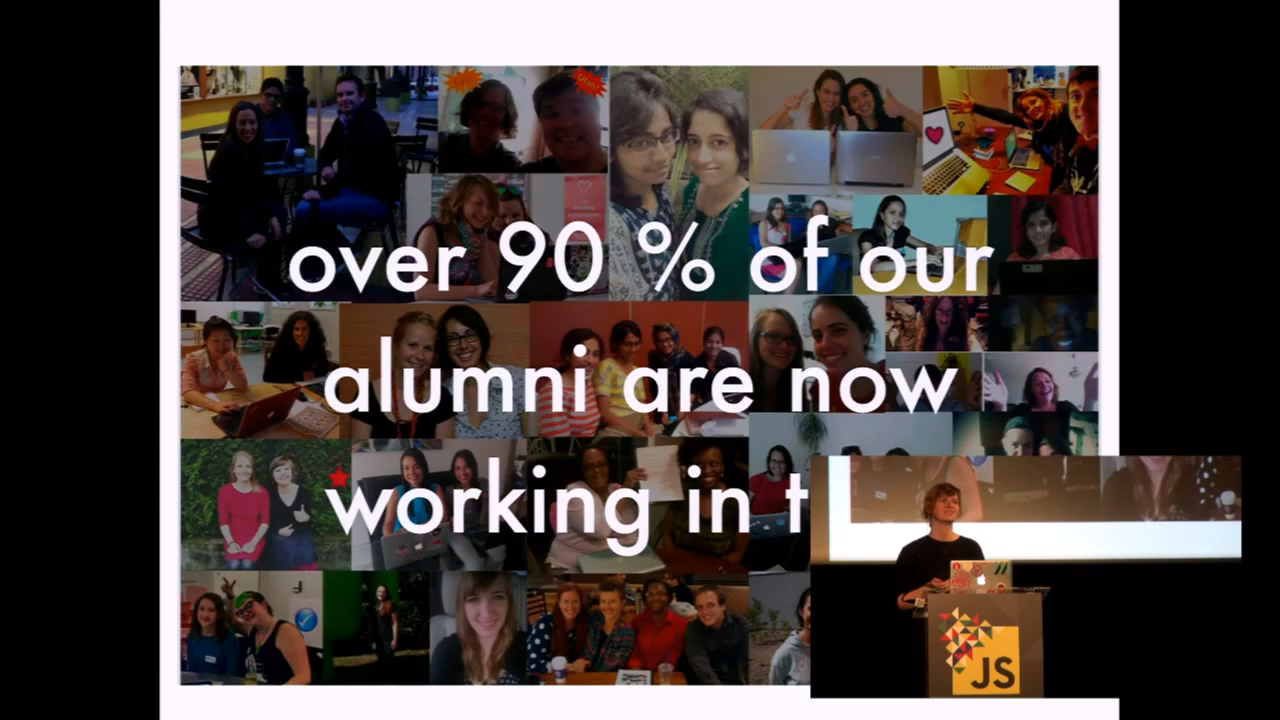 over 90 % of our
alumni are now
working in t
JS